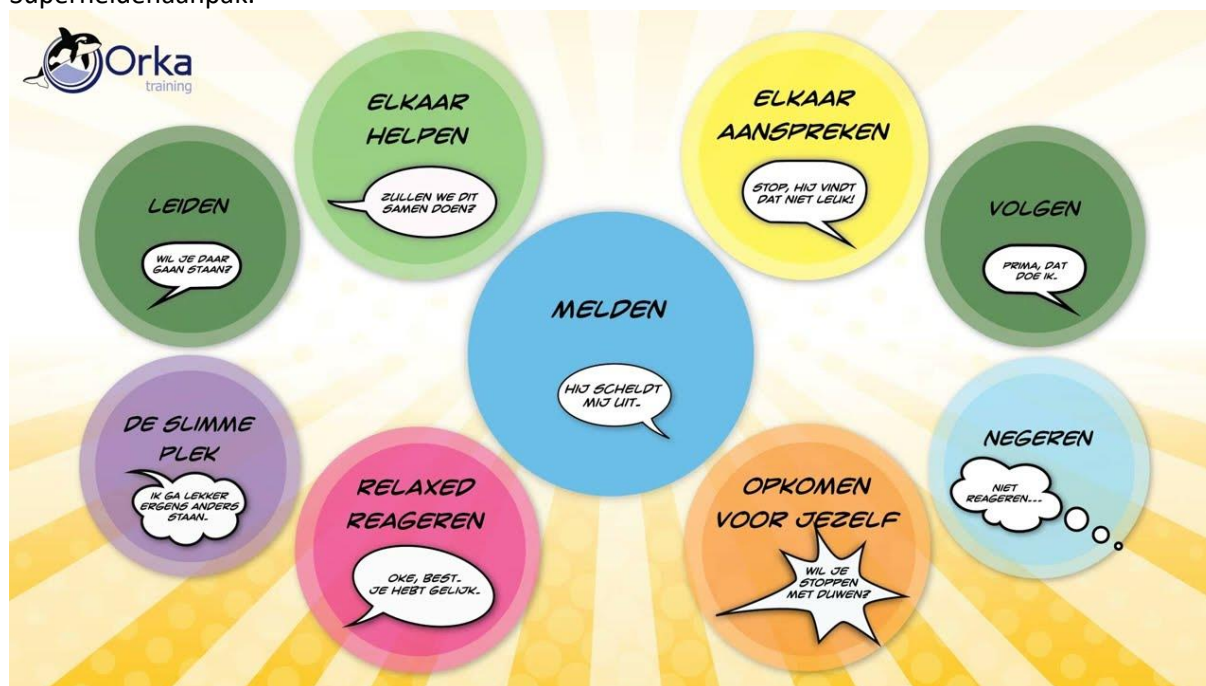 Superheldenaanpak.
Orka
training
ELKAAR
HELPEN
ZULLEN WE DIT
SAMEN DOEN?
ELKAAR
AANSPREKEN
STOP, HIJ VINDT
DAT NIET LEUK!
LEIDEN
WIL JE DAAR
GAAN STAAN?
VOLGEN
PRIMA, DAT
DOE IK.
MELDEN
HIJ SCHELDT
MIJ UIT.
DE SLIMME
PLEK
IK GA LEKKER
ERGENS ANDERS
STAAN.
RELAXED
REAGEREN
OKE, BEST.
JE HEBT GELIJK.
OPKOMEN
VOOR JEZELF
WIL JE
STOPPEN
MET DUWEN?
NEGEREN
NIET
REAGEREN...